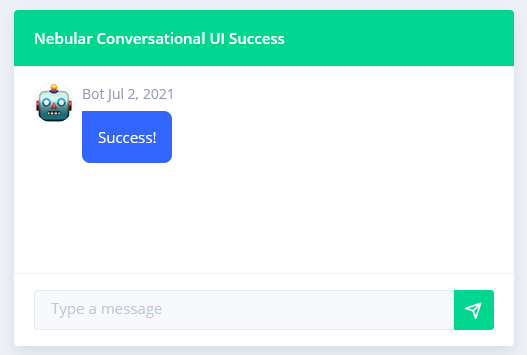 Nebular Conversational UI Success
Bot Jul 2, 2021
Success!
Type a message